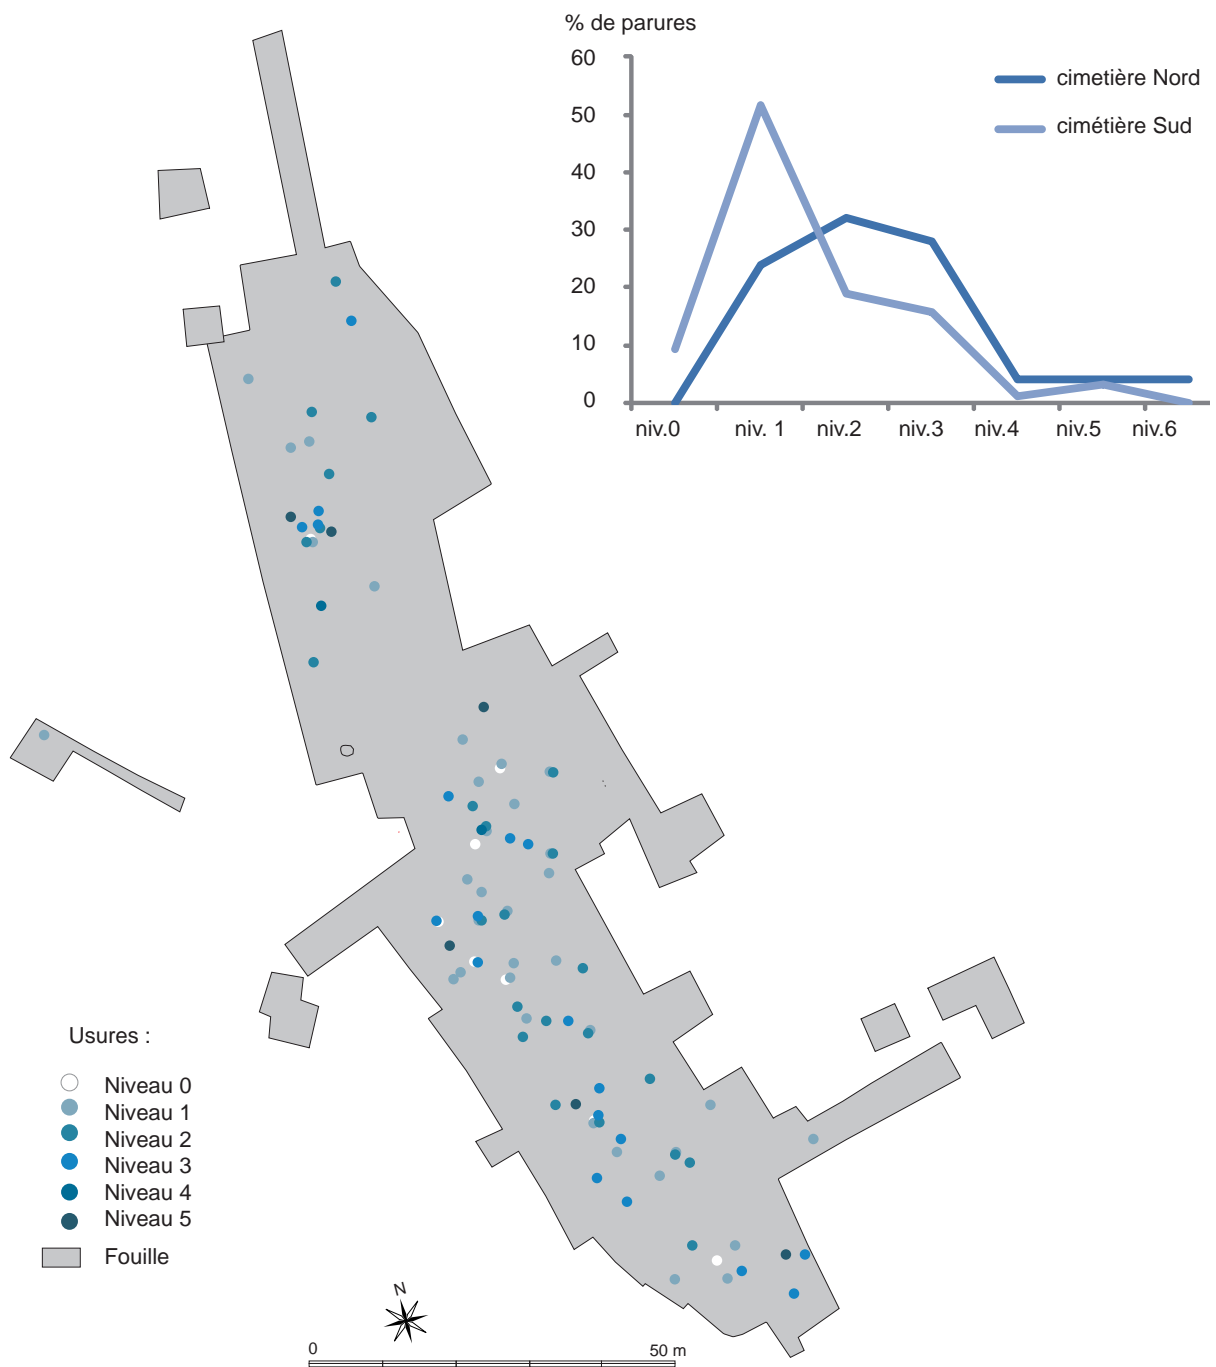 % de parures
60
50
40
30
20
10
0
niv.0 niv. 1 niv.2 niv.3 niv.4 niv.5 niv.6
cimetière Nord
cimétière Sud
Usures :
Niveau 0
Niveau 1
Niveau 2
Niveau 3
Niveau 4
Niveau 5
Fouille
N
0 50 m